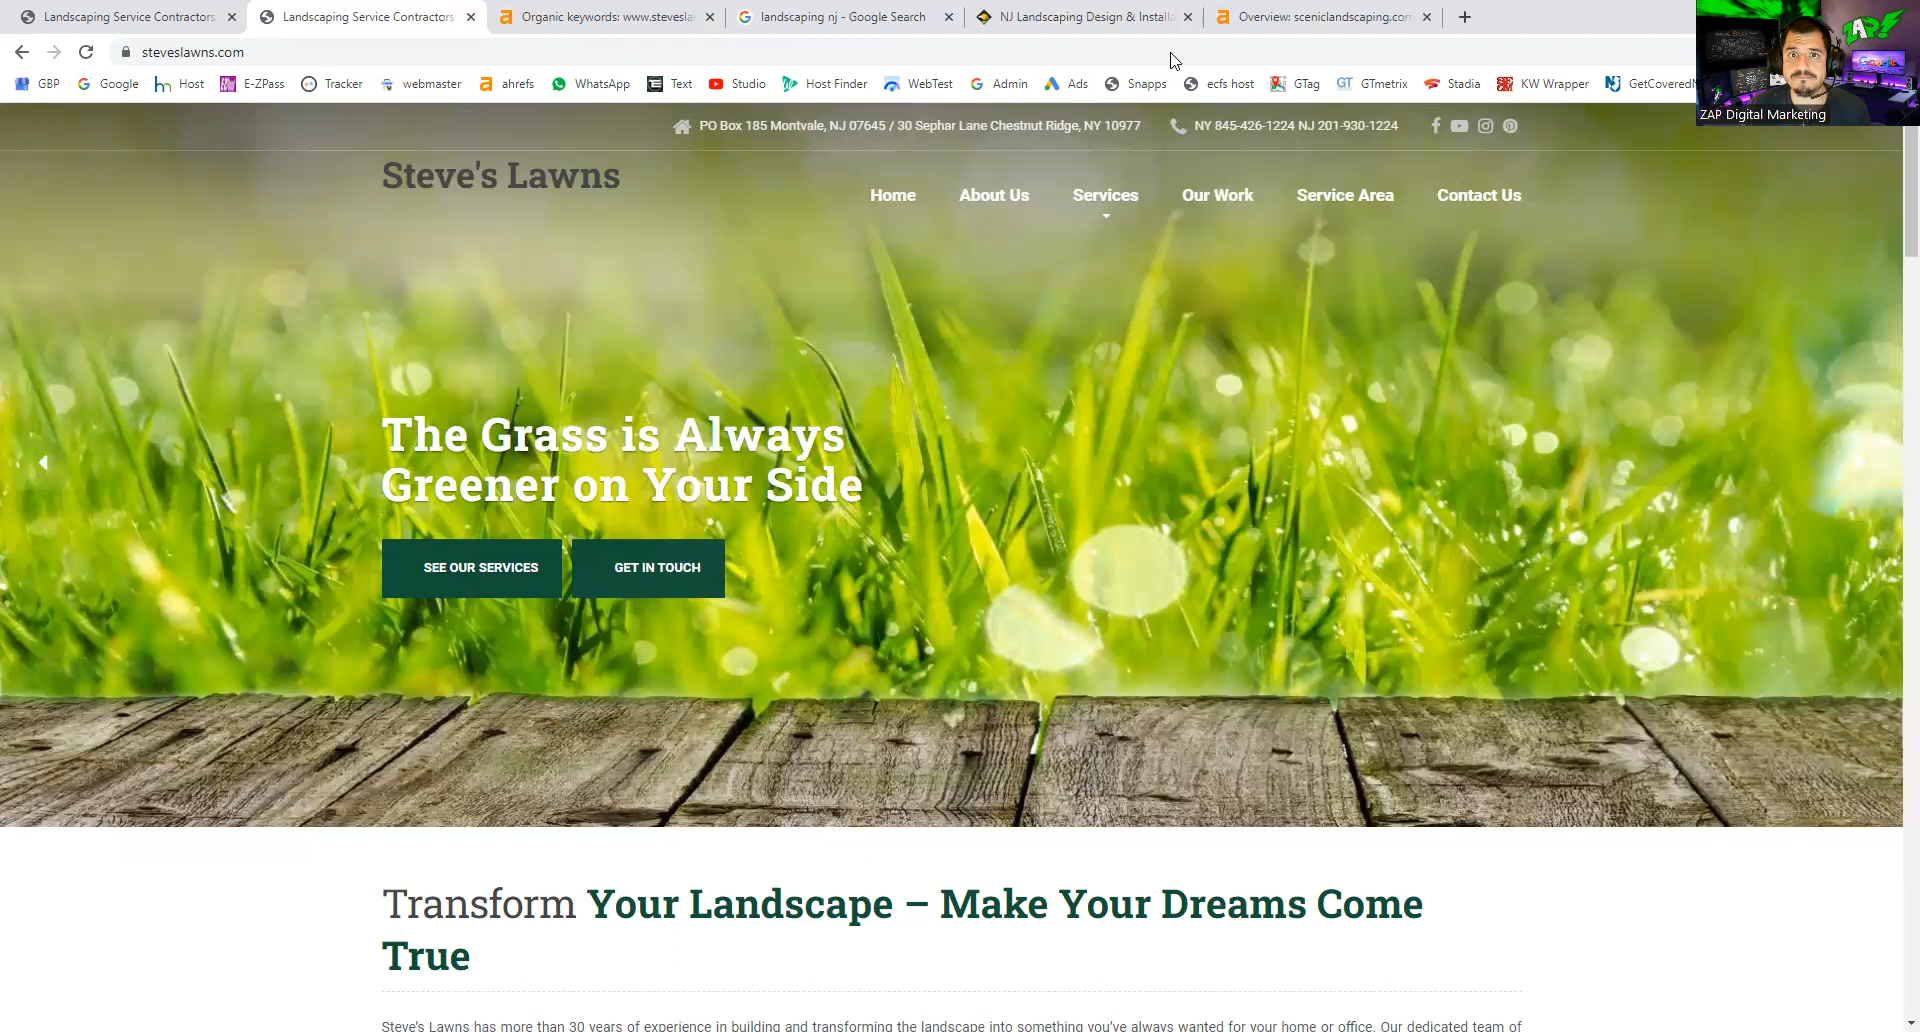 Landscaping Service Contractors
Landscaping Service Contractors
Organic keywords: www.stevesla
landscaping nj - Google Search
NJ Landscaping Design & Installa
Overview: sceniclandscaping.com
steveslawns.com
GBP
Google
Host
E-ZPass
Tracker
webmaster
ahrefs
WhatsApp
Text
Studio
Host Finder
WebTest
Admin
Ads
Snapps
ecfs host
GTag
GTmetrix
Stadia
KW Wrapper
GetCoveredN
ZAP!
Google
ZAP Digital Marketing
PO Box 185 Montvale, NJ 07645 / 30 Sephar Lane Chestnut Ridge, NY 10977
NY 845-426-1224 NJ 201-930-1224
Steve's Lawns
Home
About Us
Services
Our Work
Service Area
Contact Us
The Grass is Always
Greener on Your Side
SEE OUR SERVICES
GET IN TOUCH
Transform Your Landscape – Make Your Dreams Come
True
Steve's Lawns has more than 30 years of experience in building and transforming the landscape into something you've always wanted for your home or office. Our dedicated team of